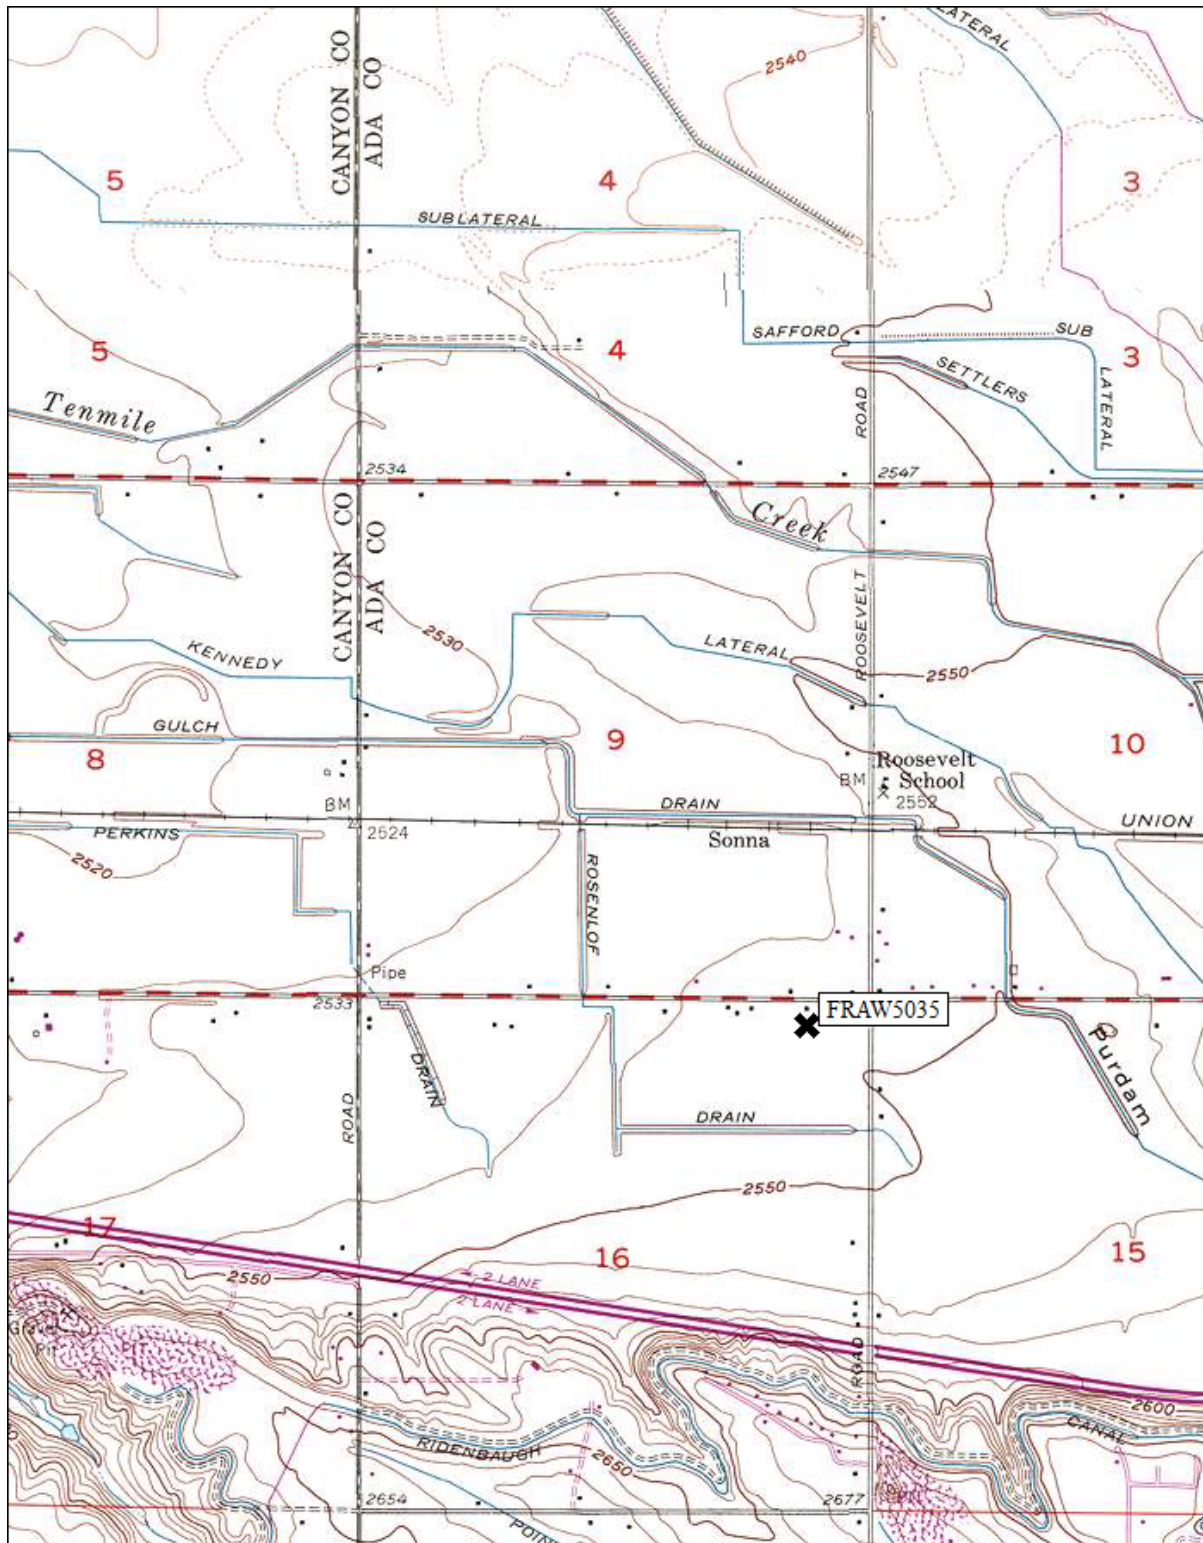 LATERAL
CANYON CO
ADA CO
2540
5
4
3
SUBLATERAL
SAFFORD
SUB
5
4
3
SETTLERS
LATERAL
Tenmile
ROAD
2534
2547
CANYON CO
ADA CO
Creek
ROOSEVELT
2530
KENNEDY
LATERAL
2550
GULCH
8
9
10
Roosevelt
School
BM
2552
BM
2524
DRAIN
Sonna
UNION
PERKINS
2520
ROSENLOF
Pipe
2533
FRAW5035
Purdam
DRAIN
ROAD
DRAIN
2550
17
16
15
2550
2 LANE
2 LANE
Gravel
Pit
ROAD
2600
CANAL
RIDENBAUGH
2650
2654
2677